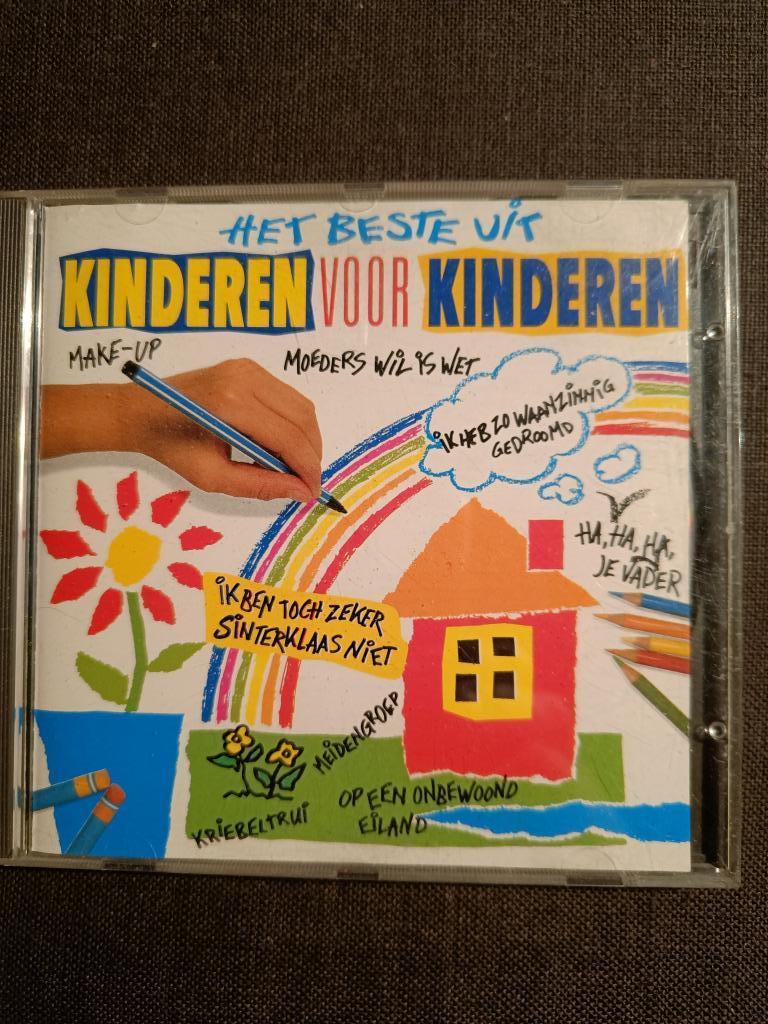 HET BESTE UIT
KINDEREN VOOR KINDEREN
MAKE-UP
MOEDERS WIL IS WET
IK HEB ZO WAANZINNIG
GEDROOMD
HA, HA, HA,
JE VADER
IK BEN TOCH ZEKER
SINTERKLAAS NIET
MEIDENGROEP
KRIEBELTRUI
OP EEN ONBEWOOND
EILAND